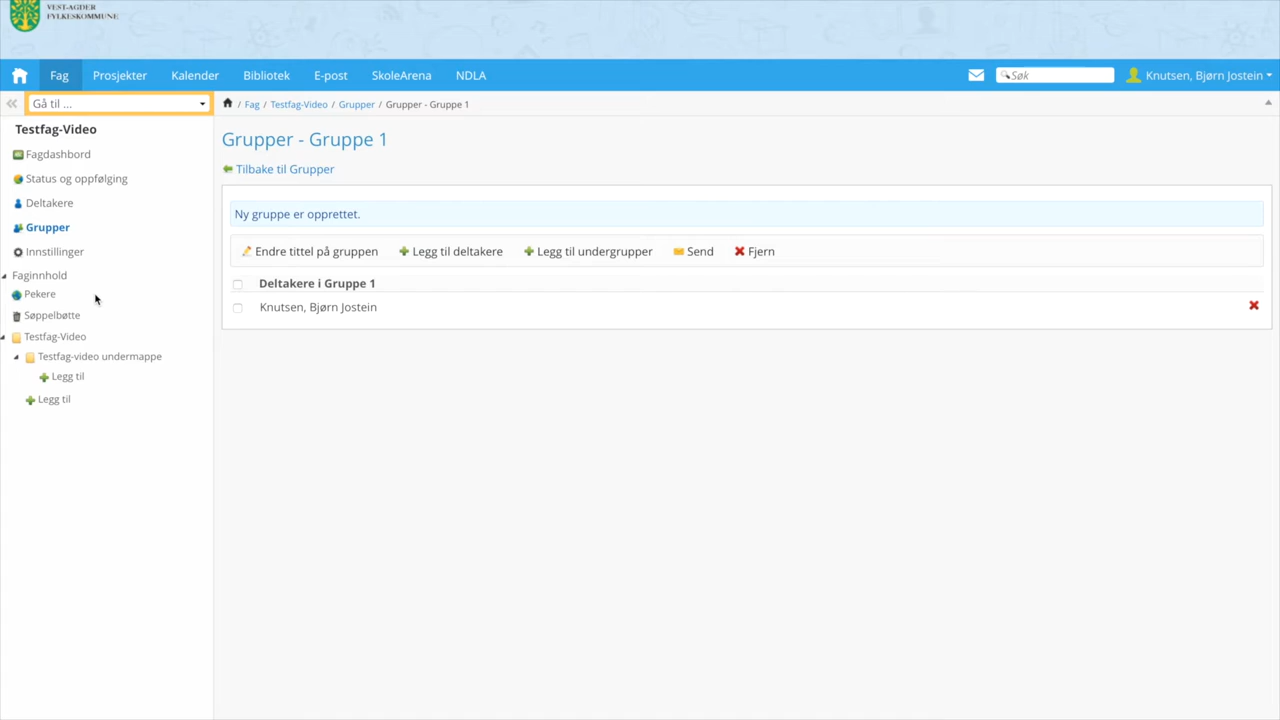 VEST-AGDER
FYLKESKOMMUNE
Fag Prosjekter Kalender Bibliotek E-post SkoleArena NDLA Søk Knutsen, Bjørn Jostein
Gå til ...
/ Fag / Testfag-Video / Grupper / Grupper - Gruppe 1
Testfag-Video
Fagdashbord
Status og oppfølging
Deltakere
Grupper
Innstillinger
Faginnhold
Pekere
Søppelbøtte
Testfag-Video
Testfag-video undermappe
Legg til
Legg til
Grupper - Gruppe 1
Tilbake til Grupper
Ny gruppe er opprettet.
Endre tittel på gruppen Legg til deltakere Legg til undergrupper Send Fjern
Deltakere i Gruppe 1
Knutsen, Bjørn Jostein